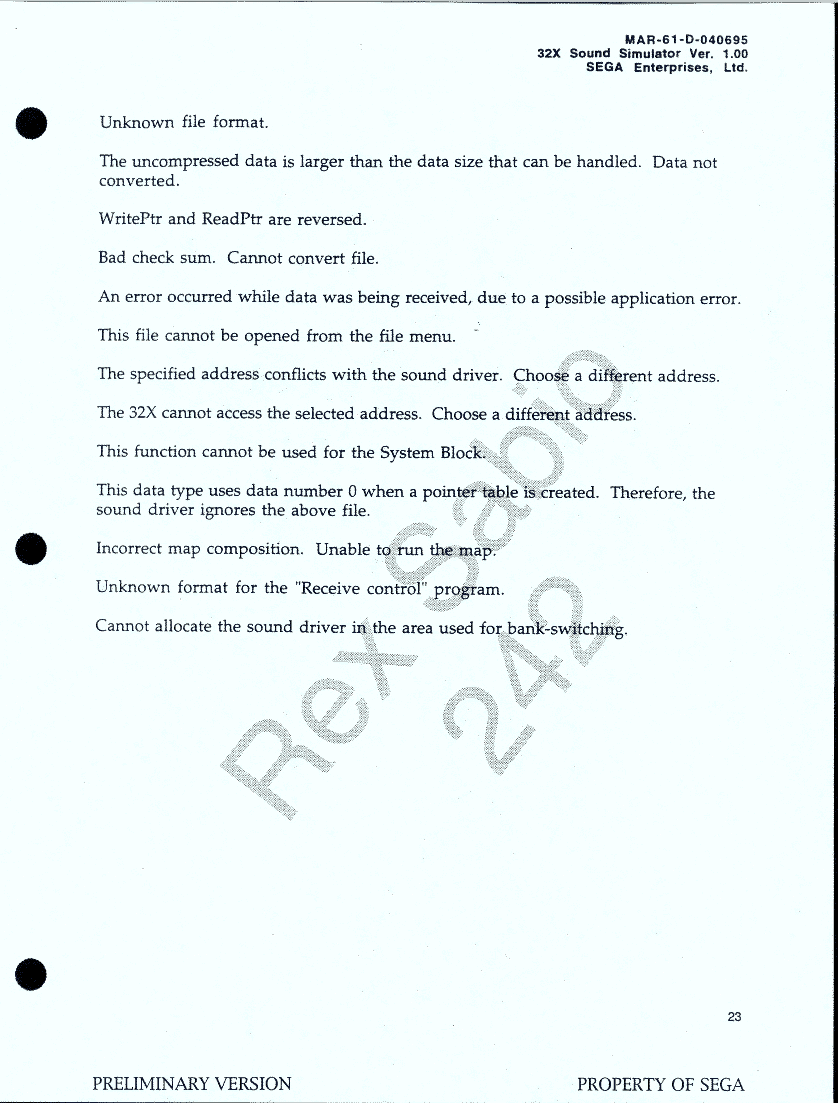 MAR-61-D-040695
32X Sound Simulator Ver. 1.00
SEGA Enterprises, Ltd.
Unknown file format.
The uncompressed data is larger than the data size that can be handled. Data not
converted.
WritePtr and ReadPtr are reversed.
Bad check sum. Cannot convert file.
An error occurred while data was being received, due to a possible application error.
This file cannot be opened from the file menu.
The specified address conflicts with the sound driver. Choose a different address.
The 32X cannot access the selected address. Choose a different address.
This function cannot be used for the System Block.
This data type uses data number 0 when a pointer table is created. Therefore, the
sound driver ignores the above file.
Incorrect map composition. Unable to run the map.
Unknown format for the "Receive control" program.
Cannot allocate the sound driver in the area used for bank-switching.
Rex Sabio
242
23
PRELIMINARY VERSION
PROPERTY OF SEGA